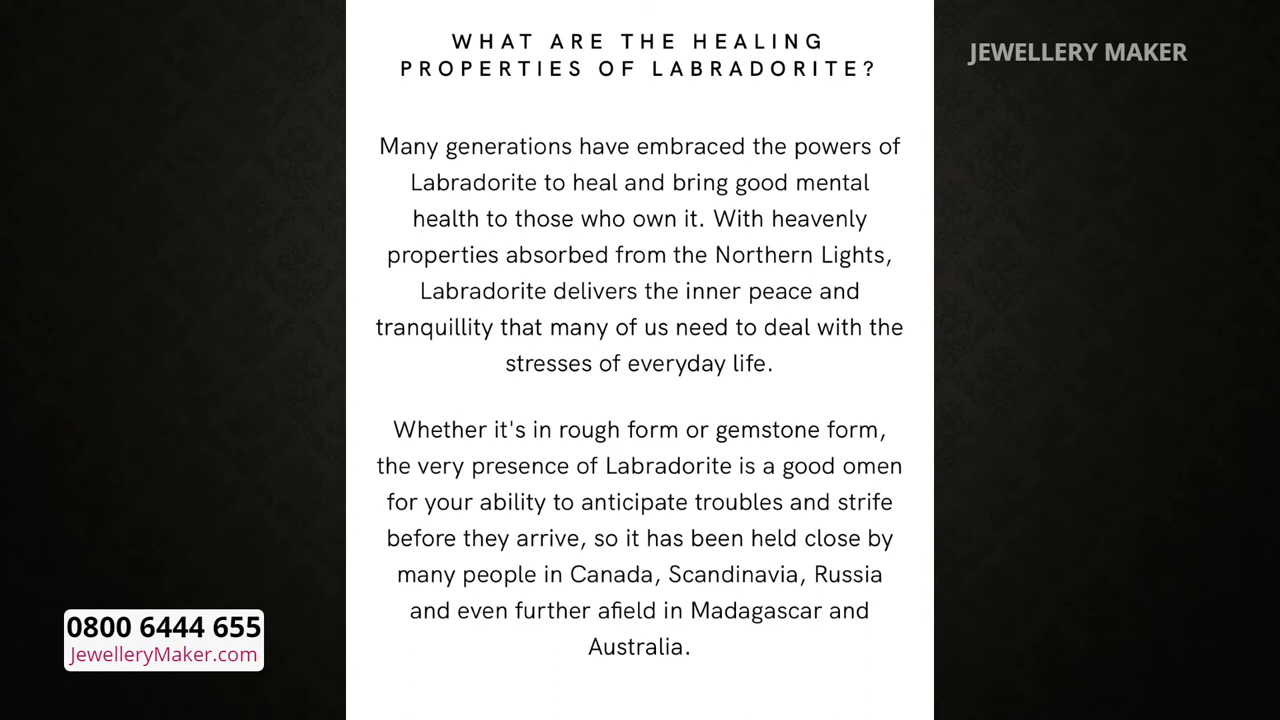 WHAT ARE THE HEALING
PROPERTIES OF LABRADORITE?
JEWELLERY MAKER
Many generations have embraced the powers of
Labradorite to heal and bring good mental
health to those who own it. With heavenly
properties absorbed from the Northern Lights,
Labradorite delivers the inner peace and
tranquillity that many of us need to deal with the
stresses of everyday life.
Whether it's in rough form or gemstone form,
the very presence of Labradorite is a good omen
for your ability to anticipate troubles and strife
before they arrive, so it has been held close by
many people in Canada, Scandinavia, Russia
and even further afield in Madagascar and
Australia.
0800 6444 655
JewelleryMaker.com